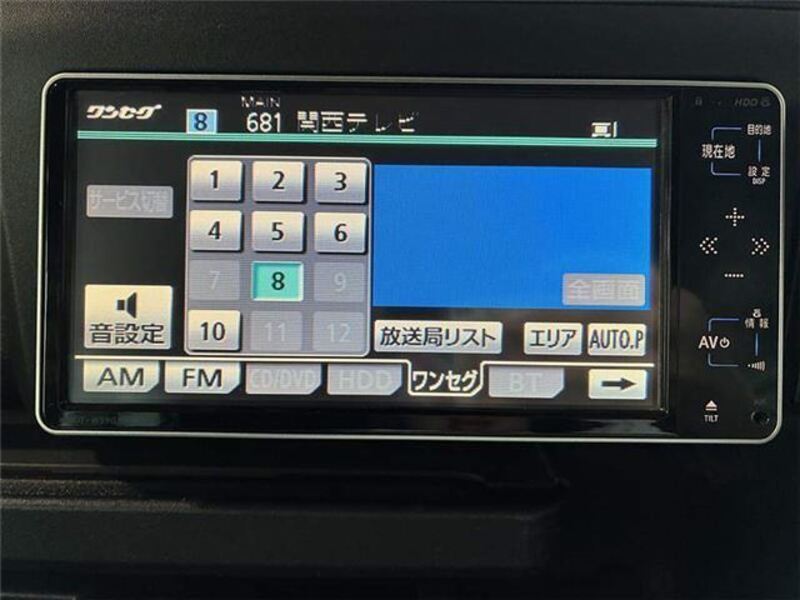 ワンセグ 8 MAIN 681 関西テレビ
HDD
目的地
現在地
設定
DISP
サービス切替
1 2 3
4 5 6
7 8 9
10 11 12
音設定
全画面
放送局リスト エリア AUTO.P
AM FM CD/DVD HDD ワンセグ BT
情報
AV
TILT